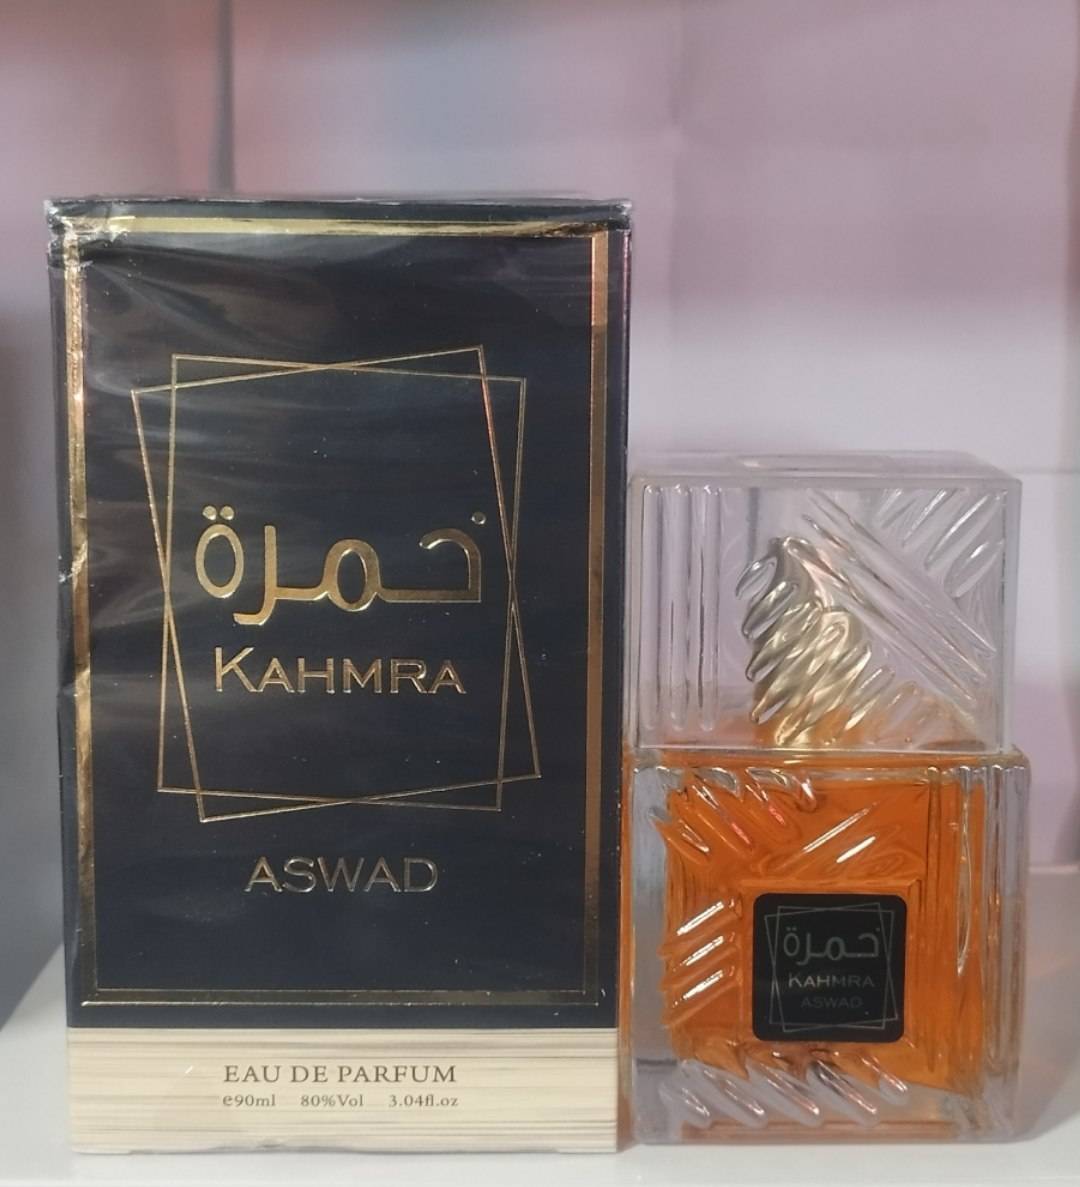 خمرة
KAHMRA
ASWAD
EAU DE PARFUM
e90ml 80%Vol 3.04fl.oz
خمرة
KAHMRA
ASWAD